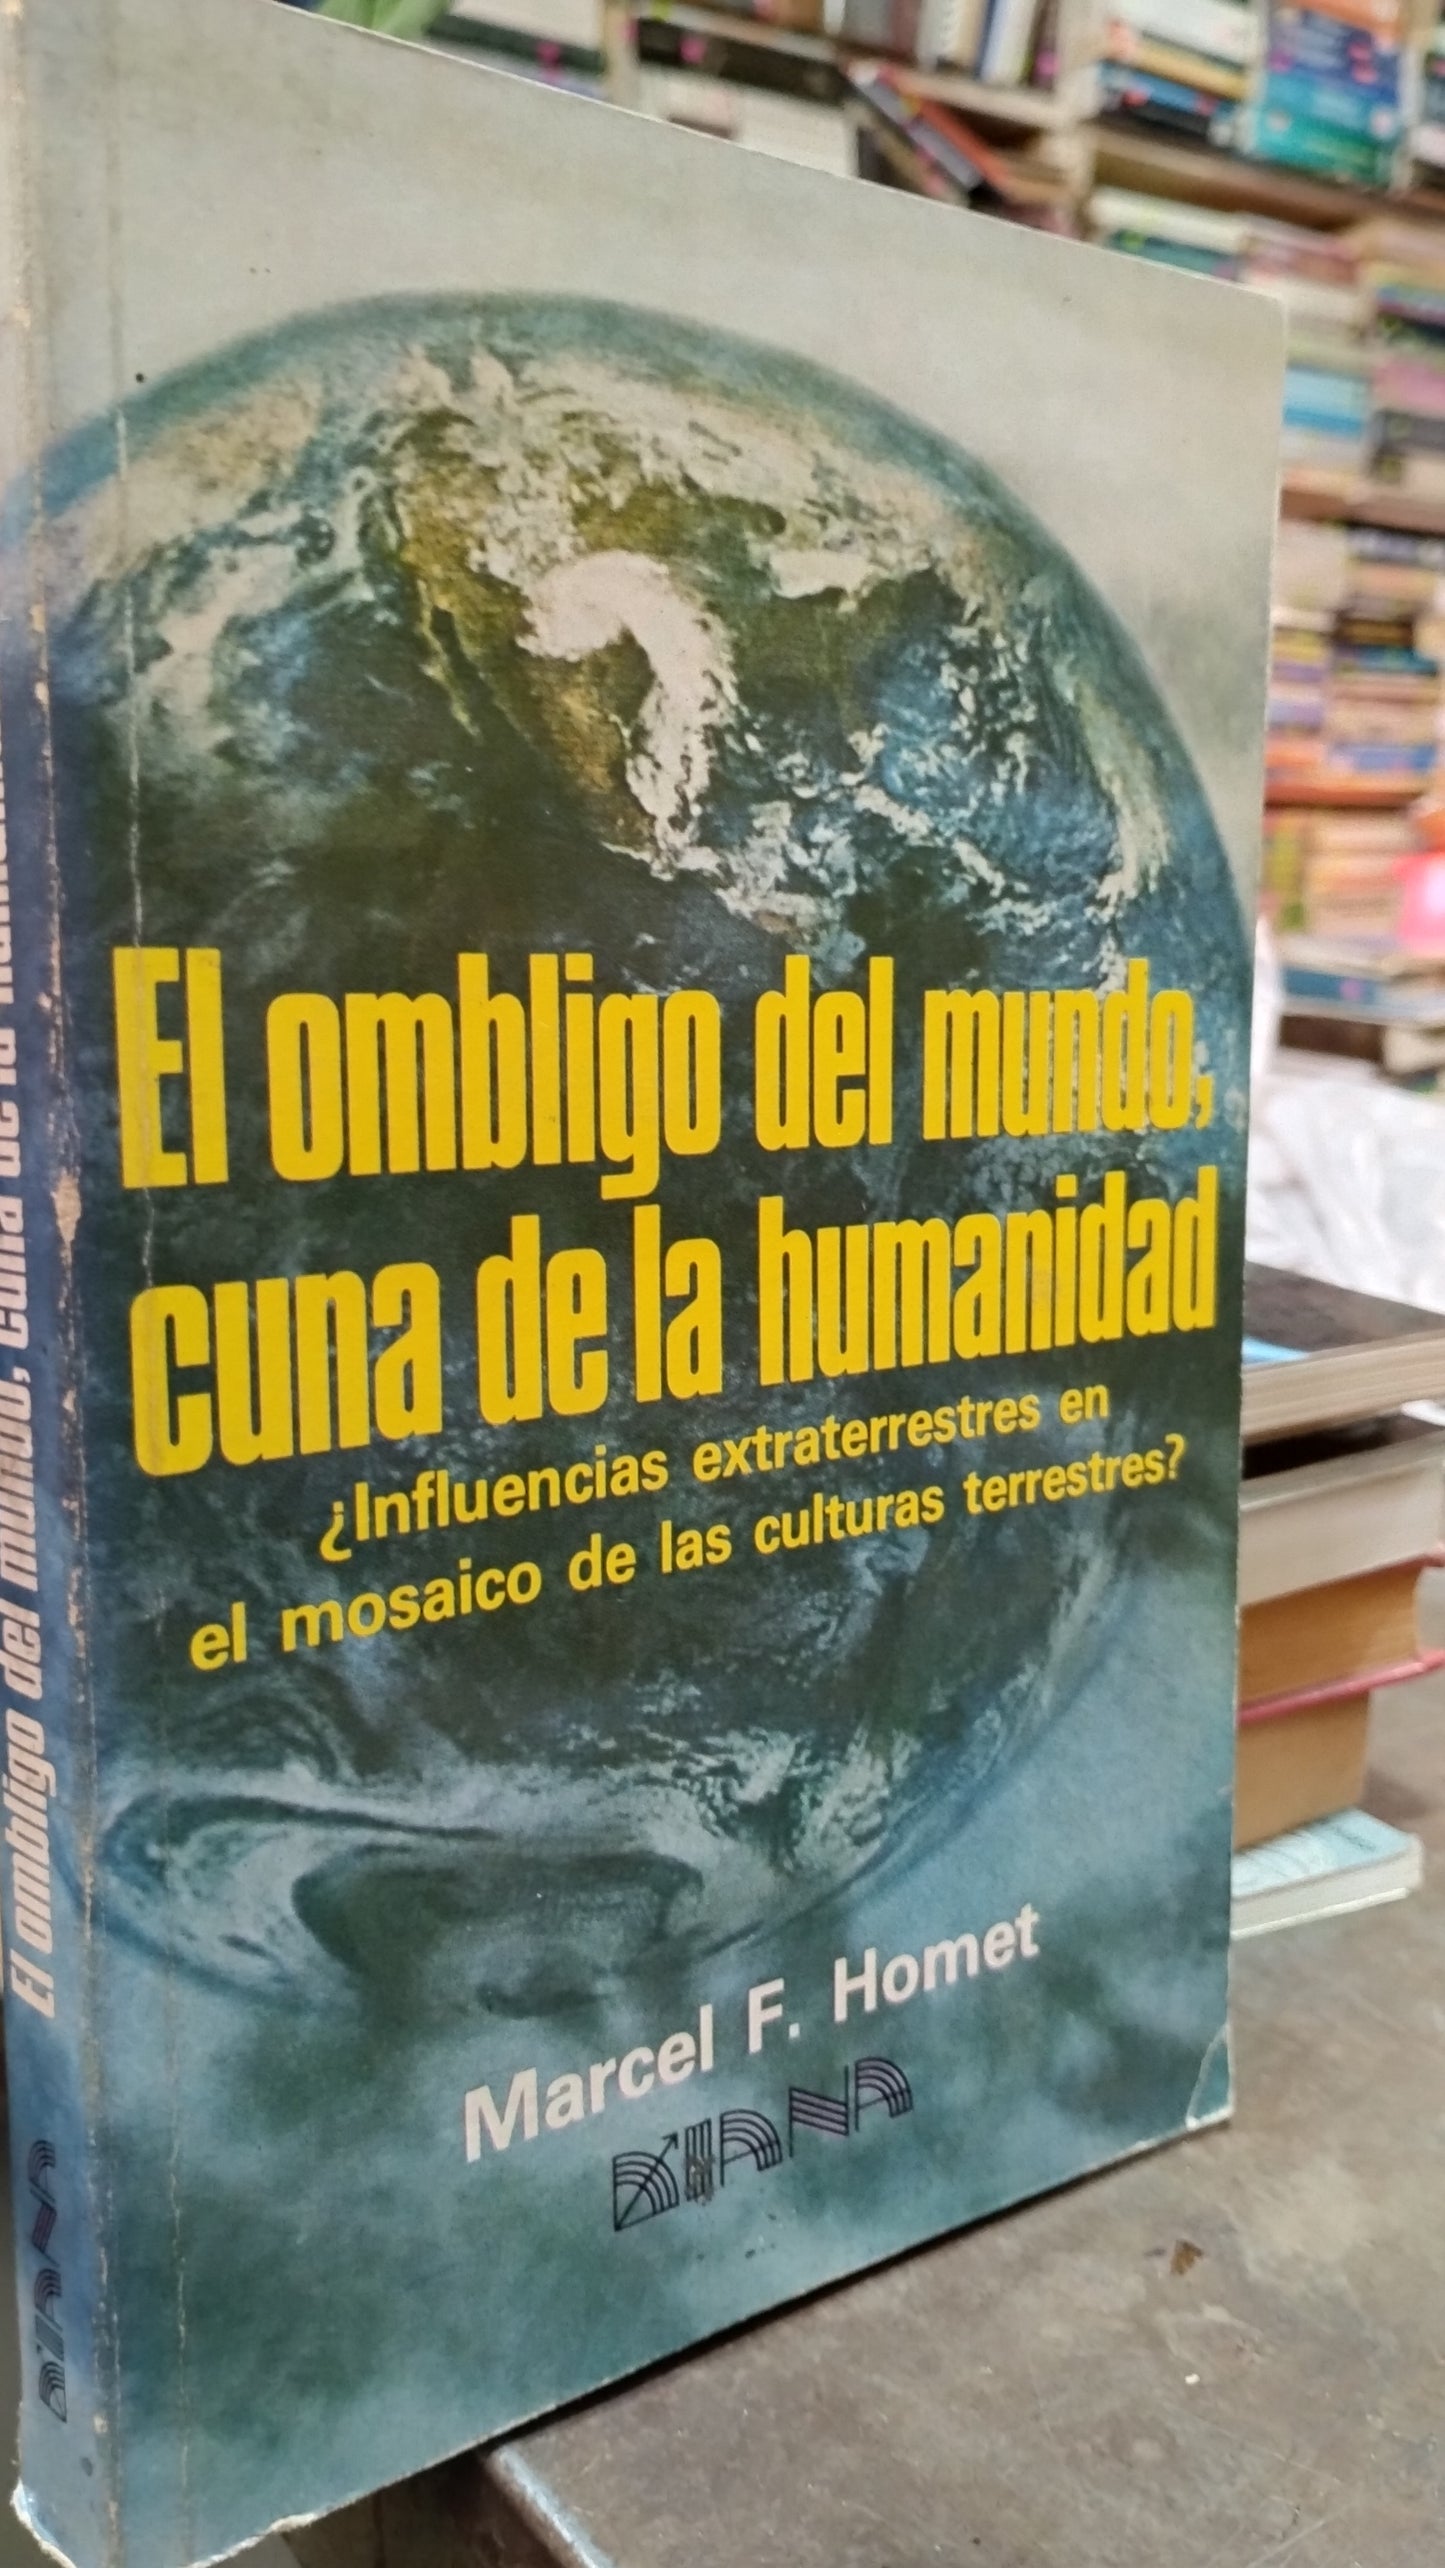 El ombligo del mundo,
cuna de la humanidad
¿Influencias extraterrestres en
el mosaico de las culturas terrestres?
Marcel F. Homet
DIANA
El ombligo del mundo, cuna de la
DIANA